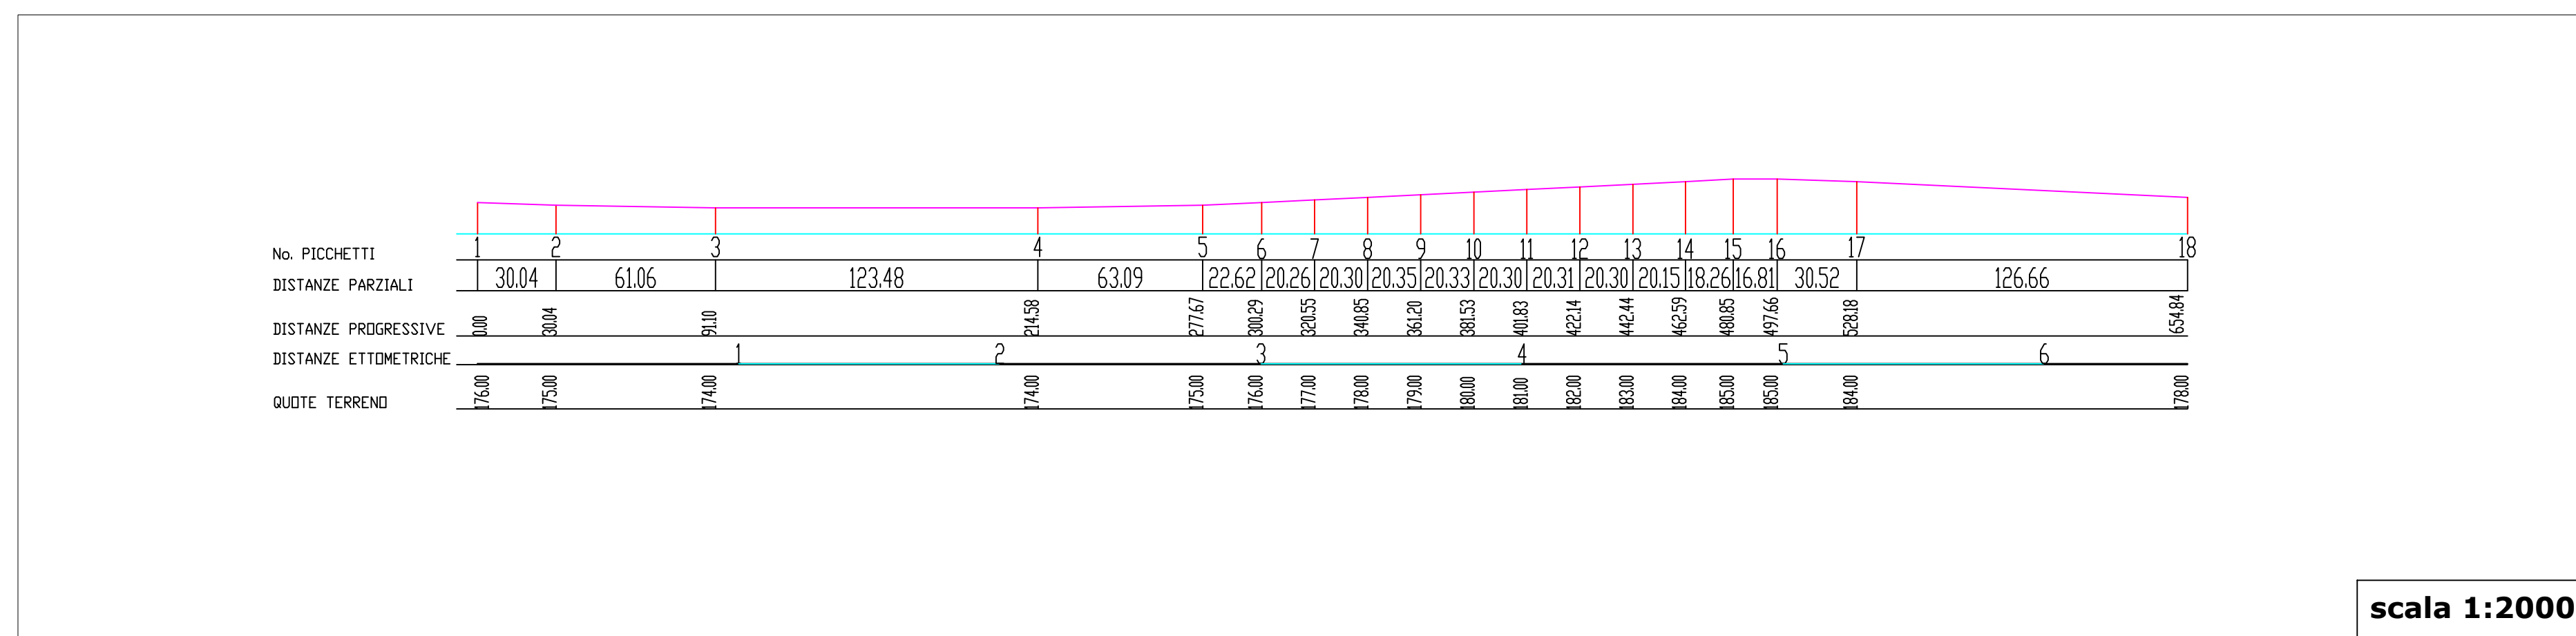 No. PICCHETTI 1 2 3 4 5 6 7 8 9 10 11 12 13 14 15 16 17 18
DISTANZE PARZIALI 30.04 61.06 123.48 63.09 22.62 20.26 20.30 20.35 20.33 20.30 20.31 20.30 20.15 18.26 16.81 30.52 126.66
DISTANZE PROGRESSIVE 0.00 30.04 91.10 214.58 277.67 300.29 320.55 340.85 361.20 381.53 401.83 422.14 442.44 462.59 480.85 497.66 528.18 654.84
DISTANZE ETTOMETRICHE 1 2 3 4 5 6
QUOTE TERRENO 176.00 175.00 174.00 174.00 175.00 176.00 177.00 178.00 179.00 180.00 181.00 182.00 183.00 184.00 185.00 185.00 184.00 178.00
scala 1:2000